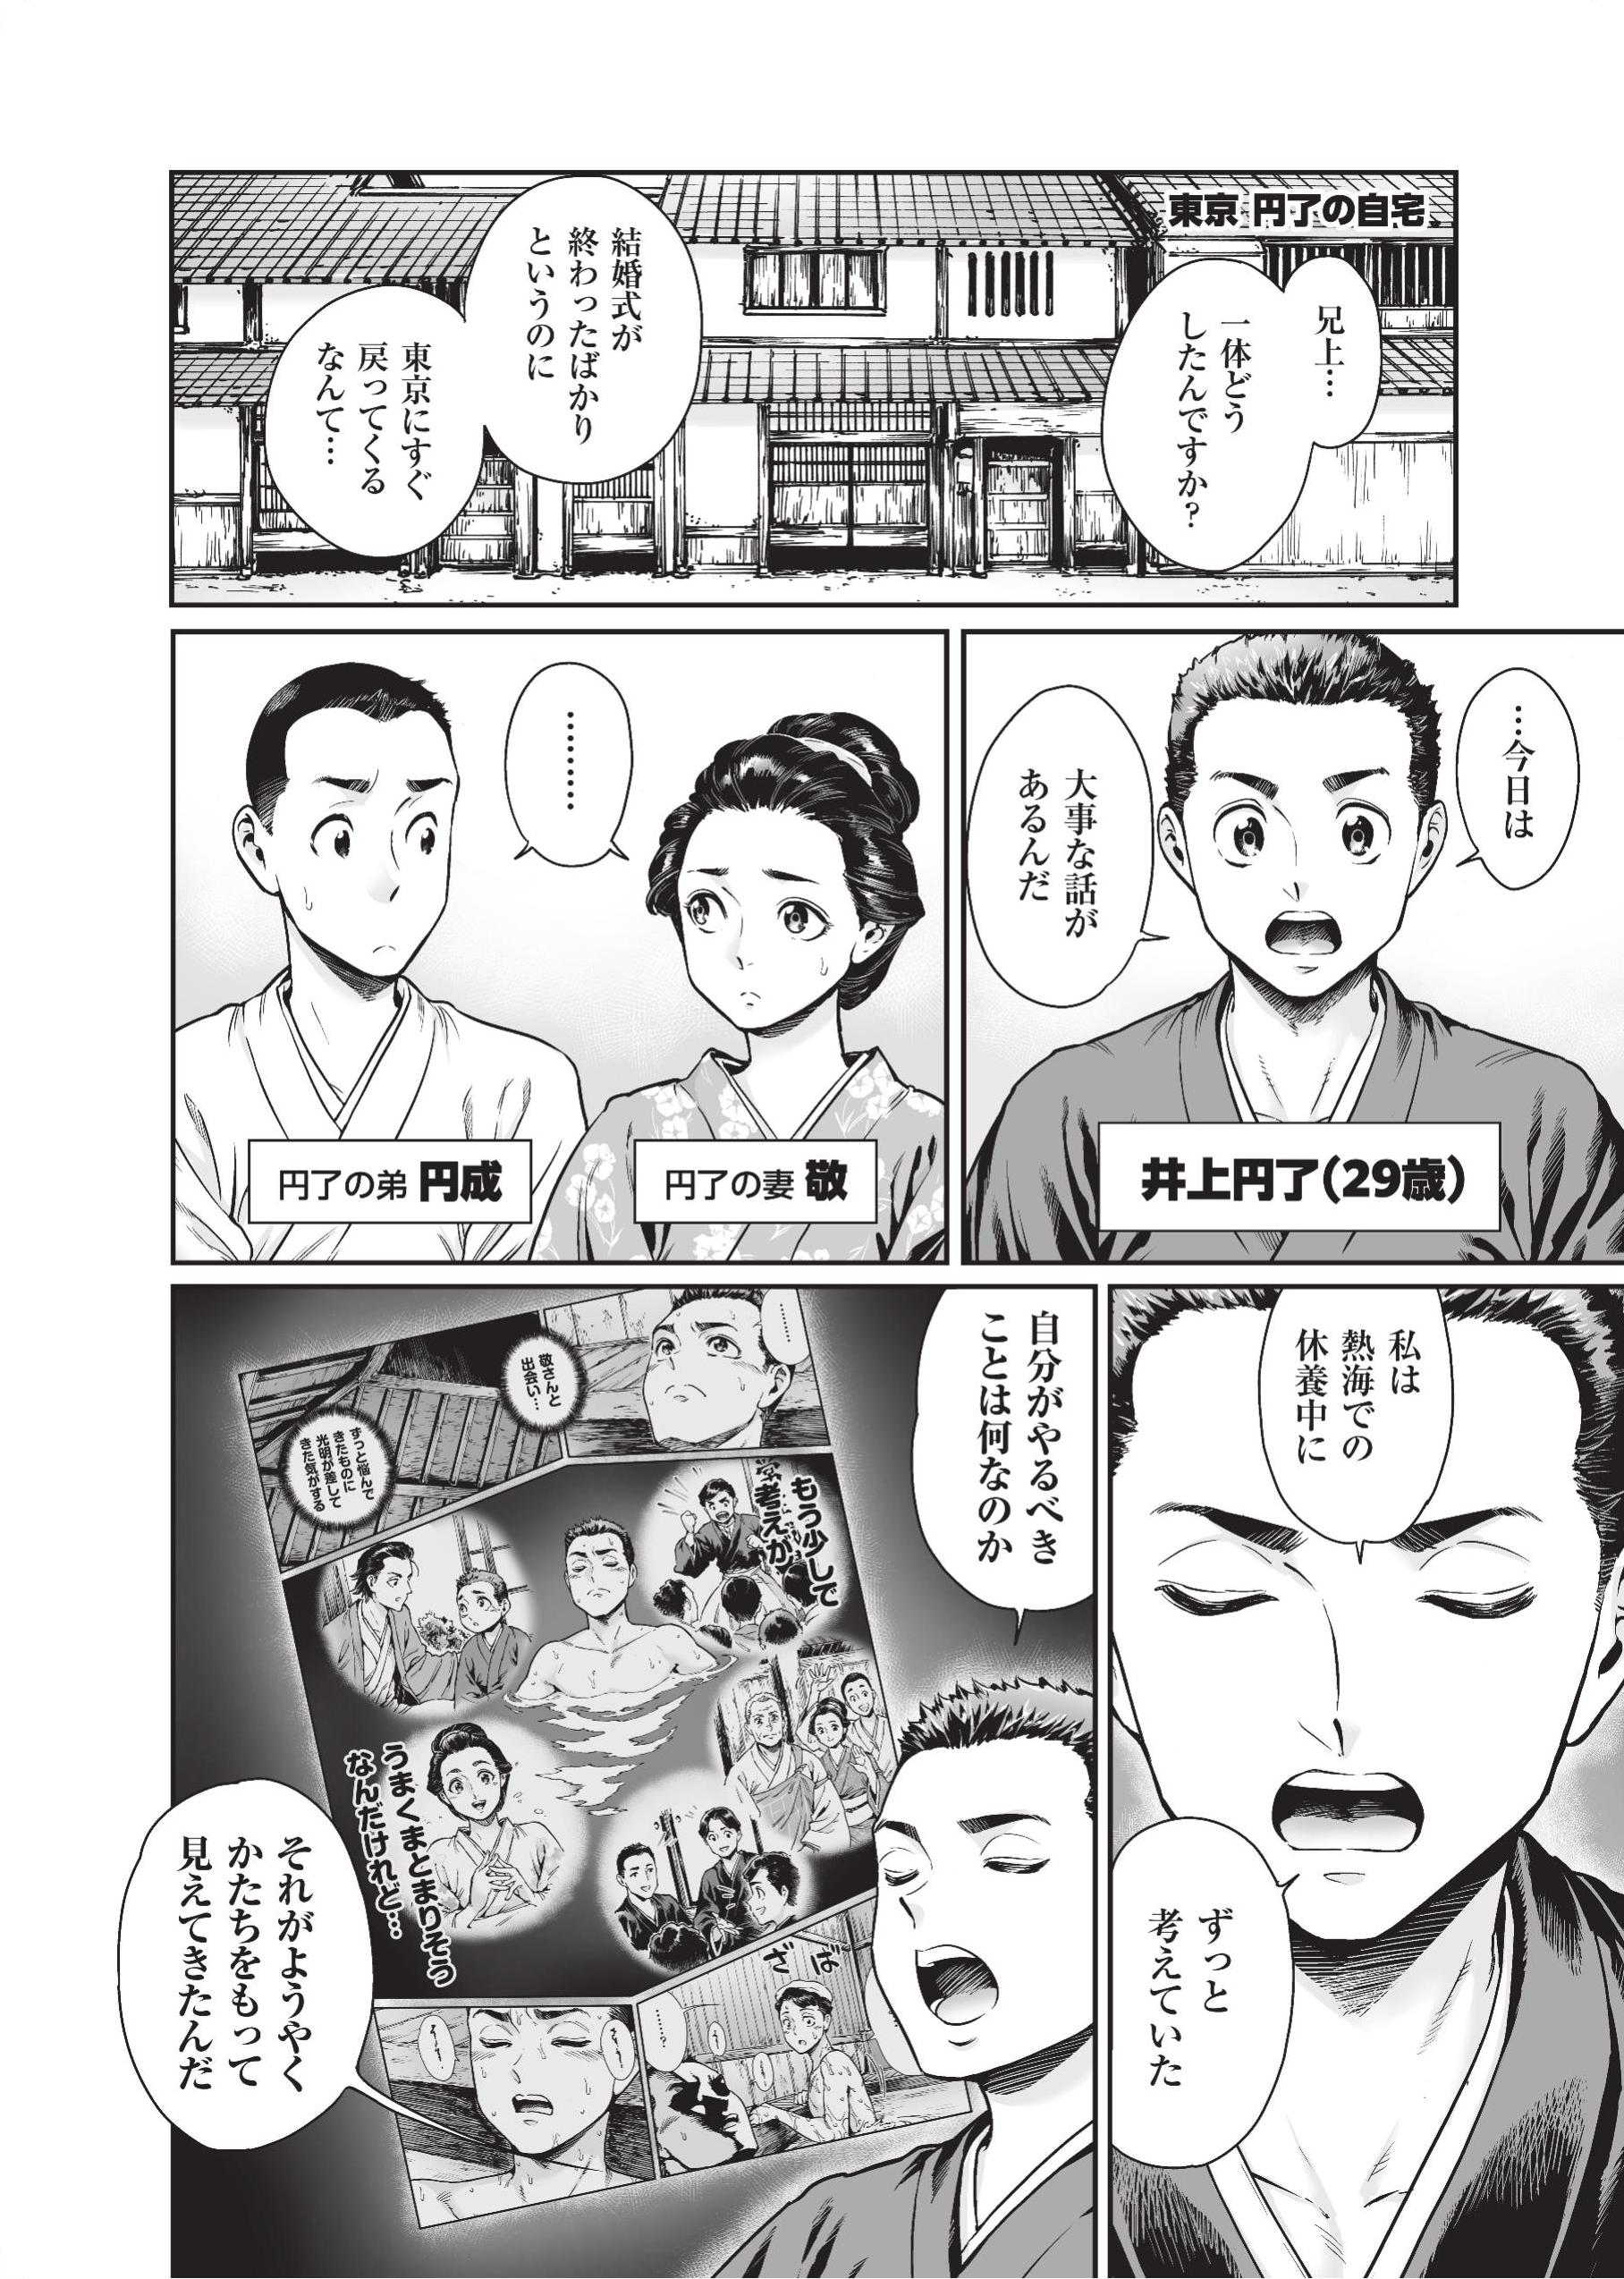 東京 円了の自宅
兄上…
一体どう
したんですか？
結婚式が
終わったばかり
というのに
東京にすぐ
戻ってくる
なんて…
…今日は
大事な話が
あるんだ
井上円了（29歳）
………
円了の妻 敬
円了の弟 円成
私は
熱海での
休養中に
ずっと
考えていた
自分がやるべき
ことは何なのか
……
敬さんと
出会い…
ずっと悩んで
きたものに
光明が差して
きた気がする
もう少しで
考えが
うまくまとまりそう
なんだけれど…
ざば
……？
それがようやく
かたちをもって
見えてきたんだ